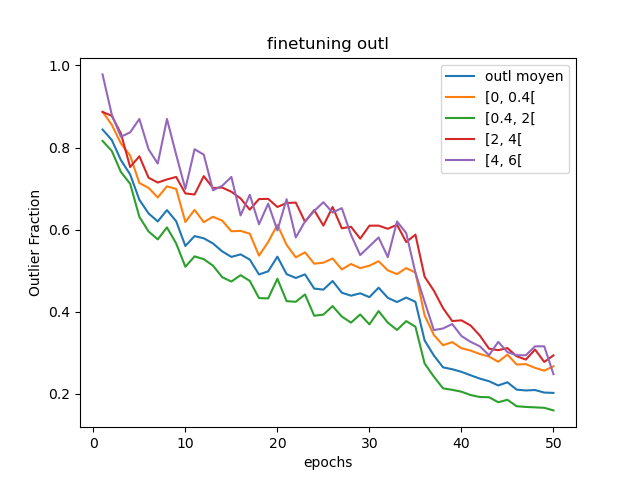 finetuning outl
outl moyen
[0, 0.4[
[0.4, 2[
[2, 4[
[4, 6[
Outlier Fraction
1.0
0.8
0.6
0.4
0.2
0 10 20 30 40 50
epochs